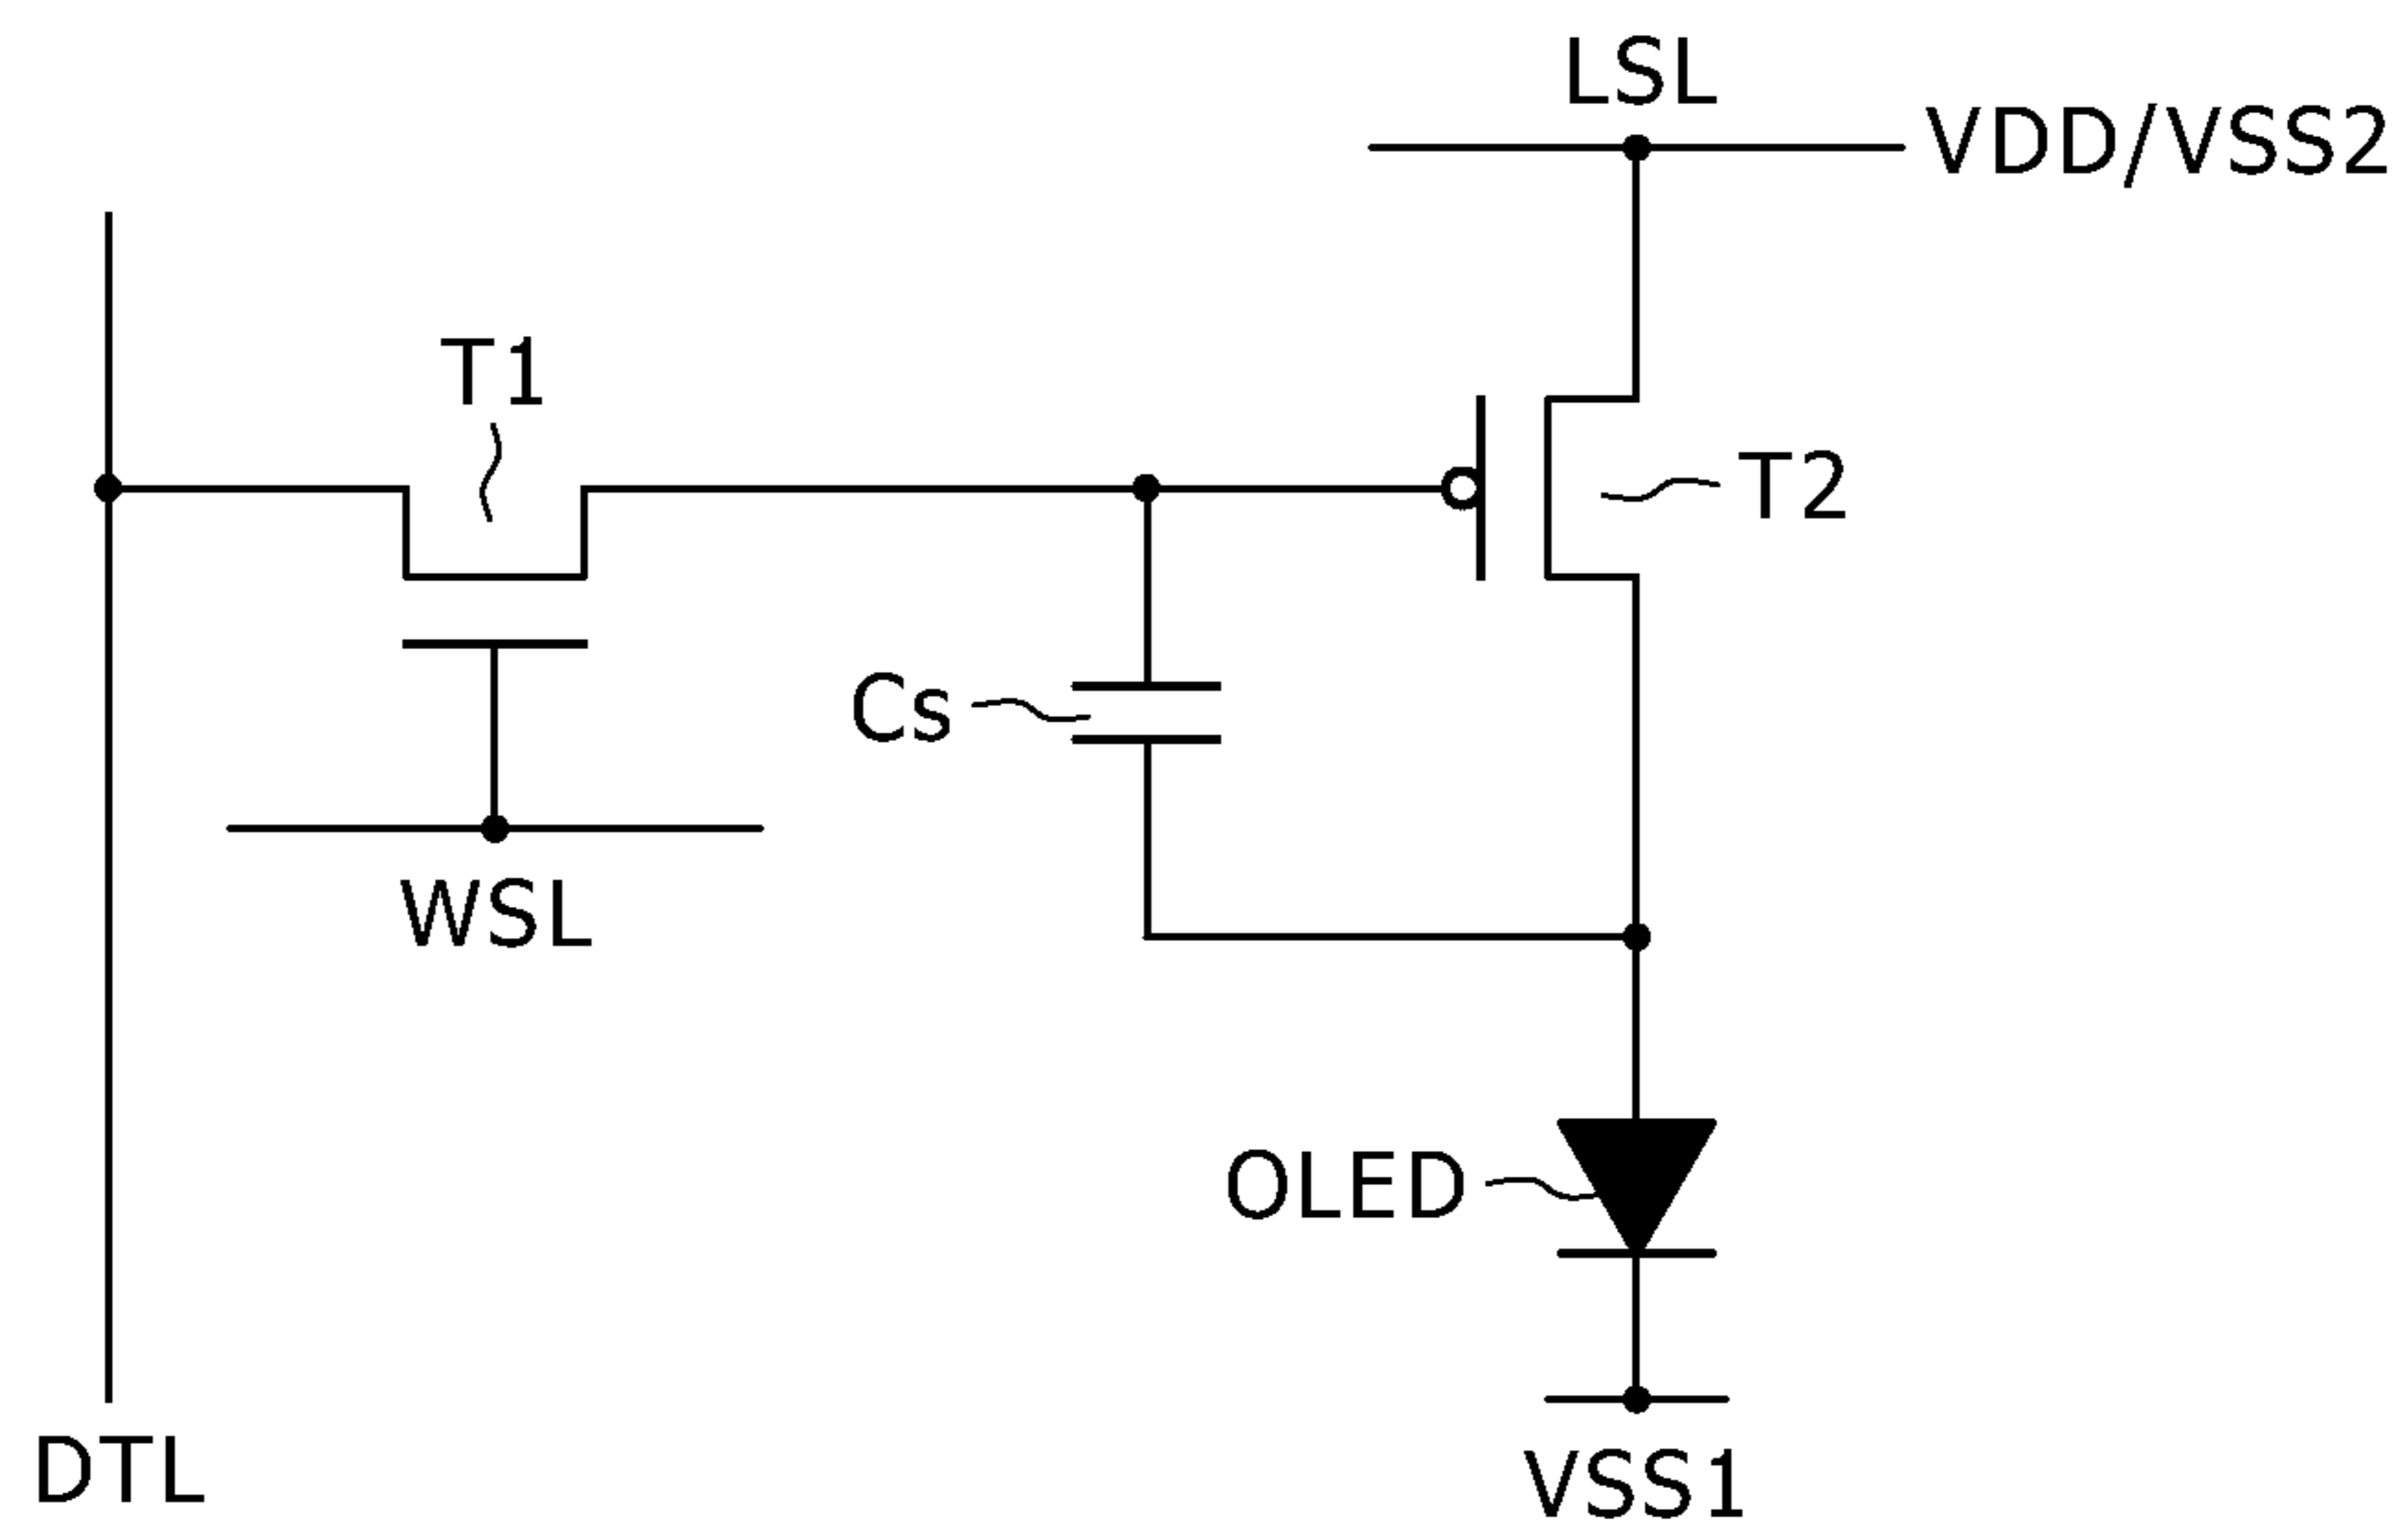 LSL
VDD/VSS2
T1
T2
Cs
WSL
OLED
DTL
VSS1